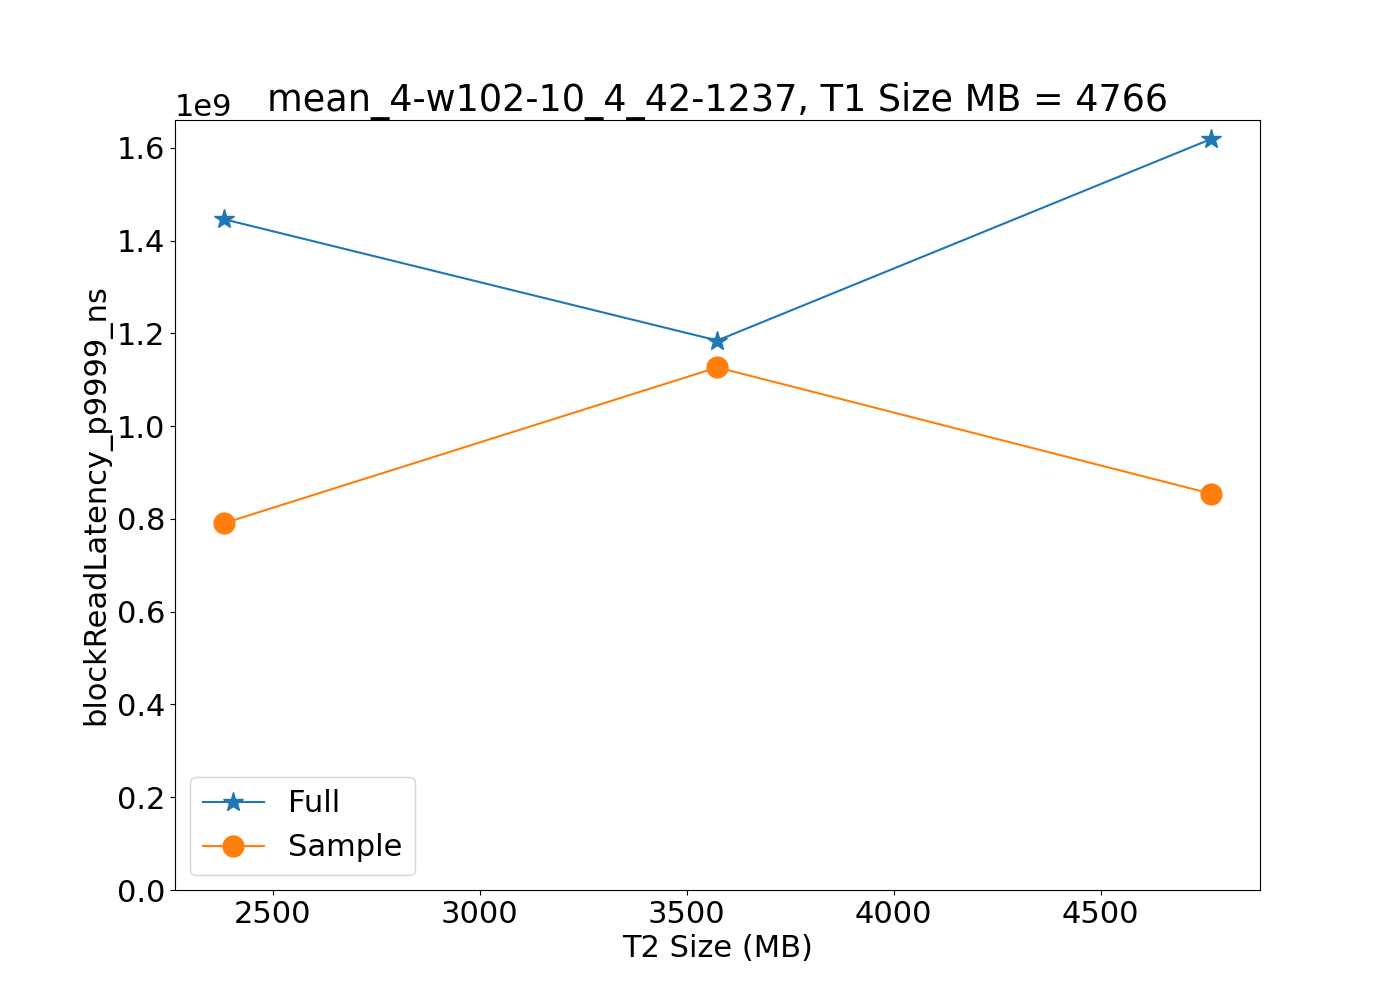 mean_4-w102-10_4_42-1237, T1 Size MB = 4766
1e9
1.6
1.4
1.2
1.0
0.8
0.6
0.4
0.2
0.0
blockReadLatency_p9999_ns
Full
Sample
2500 3000 3500 4000 4500
T2 Size (MB)